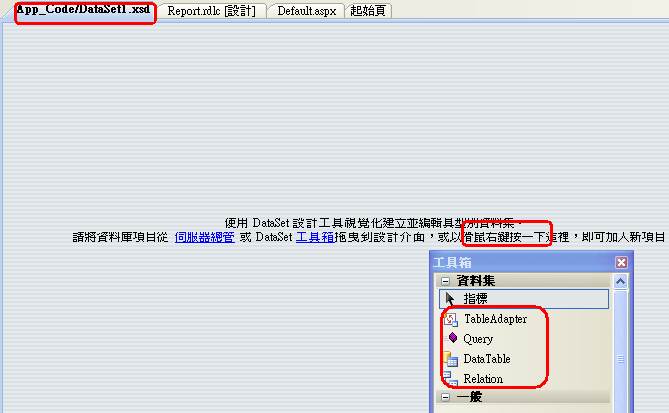 App_Code/DataSet1.xsd Report.rdlc [設計] Default.aspx 起始頁
使用 DataSet 設計工具視覺化建立並編輯具型別資料集。
請將資料庫項目從 伺服器總管 或 DataSet 工具箱拖曳到設計介面，或以滑鼠右鍵按一下這裡，即可加入新項目
工具箱
資料集
指標
TableAdapter
Query
DataTable
Relation
一般